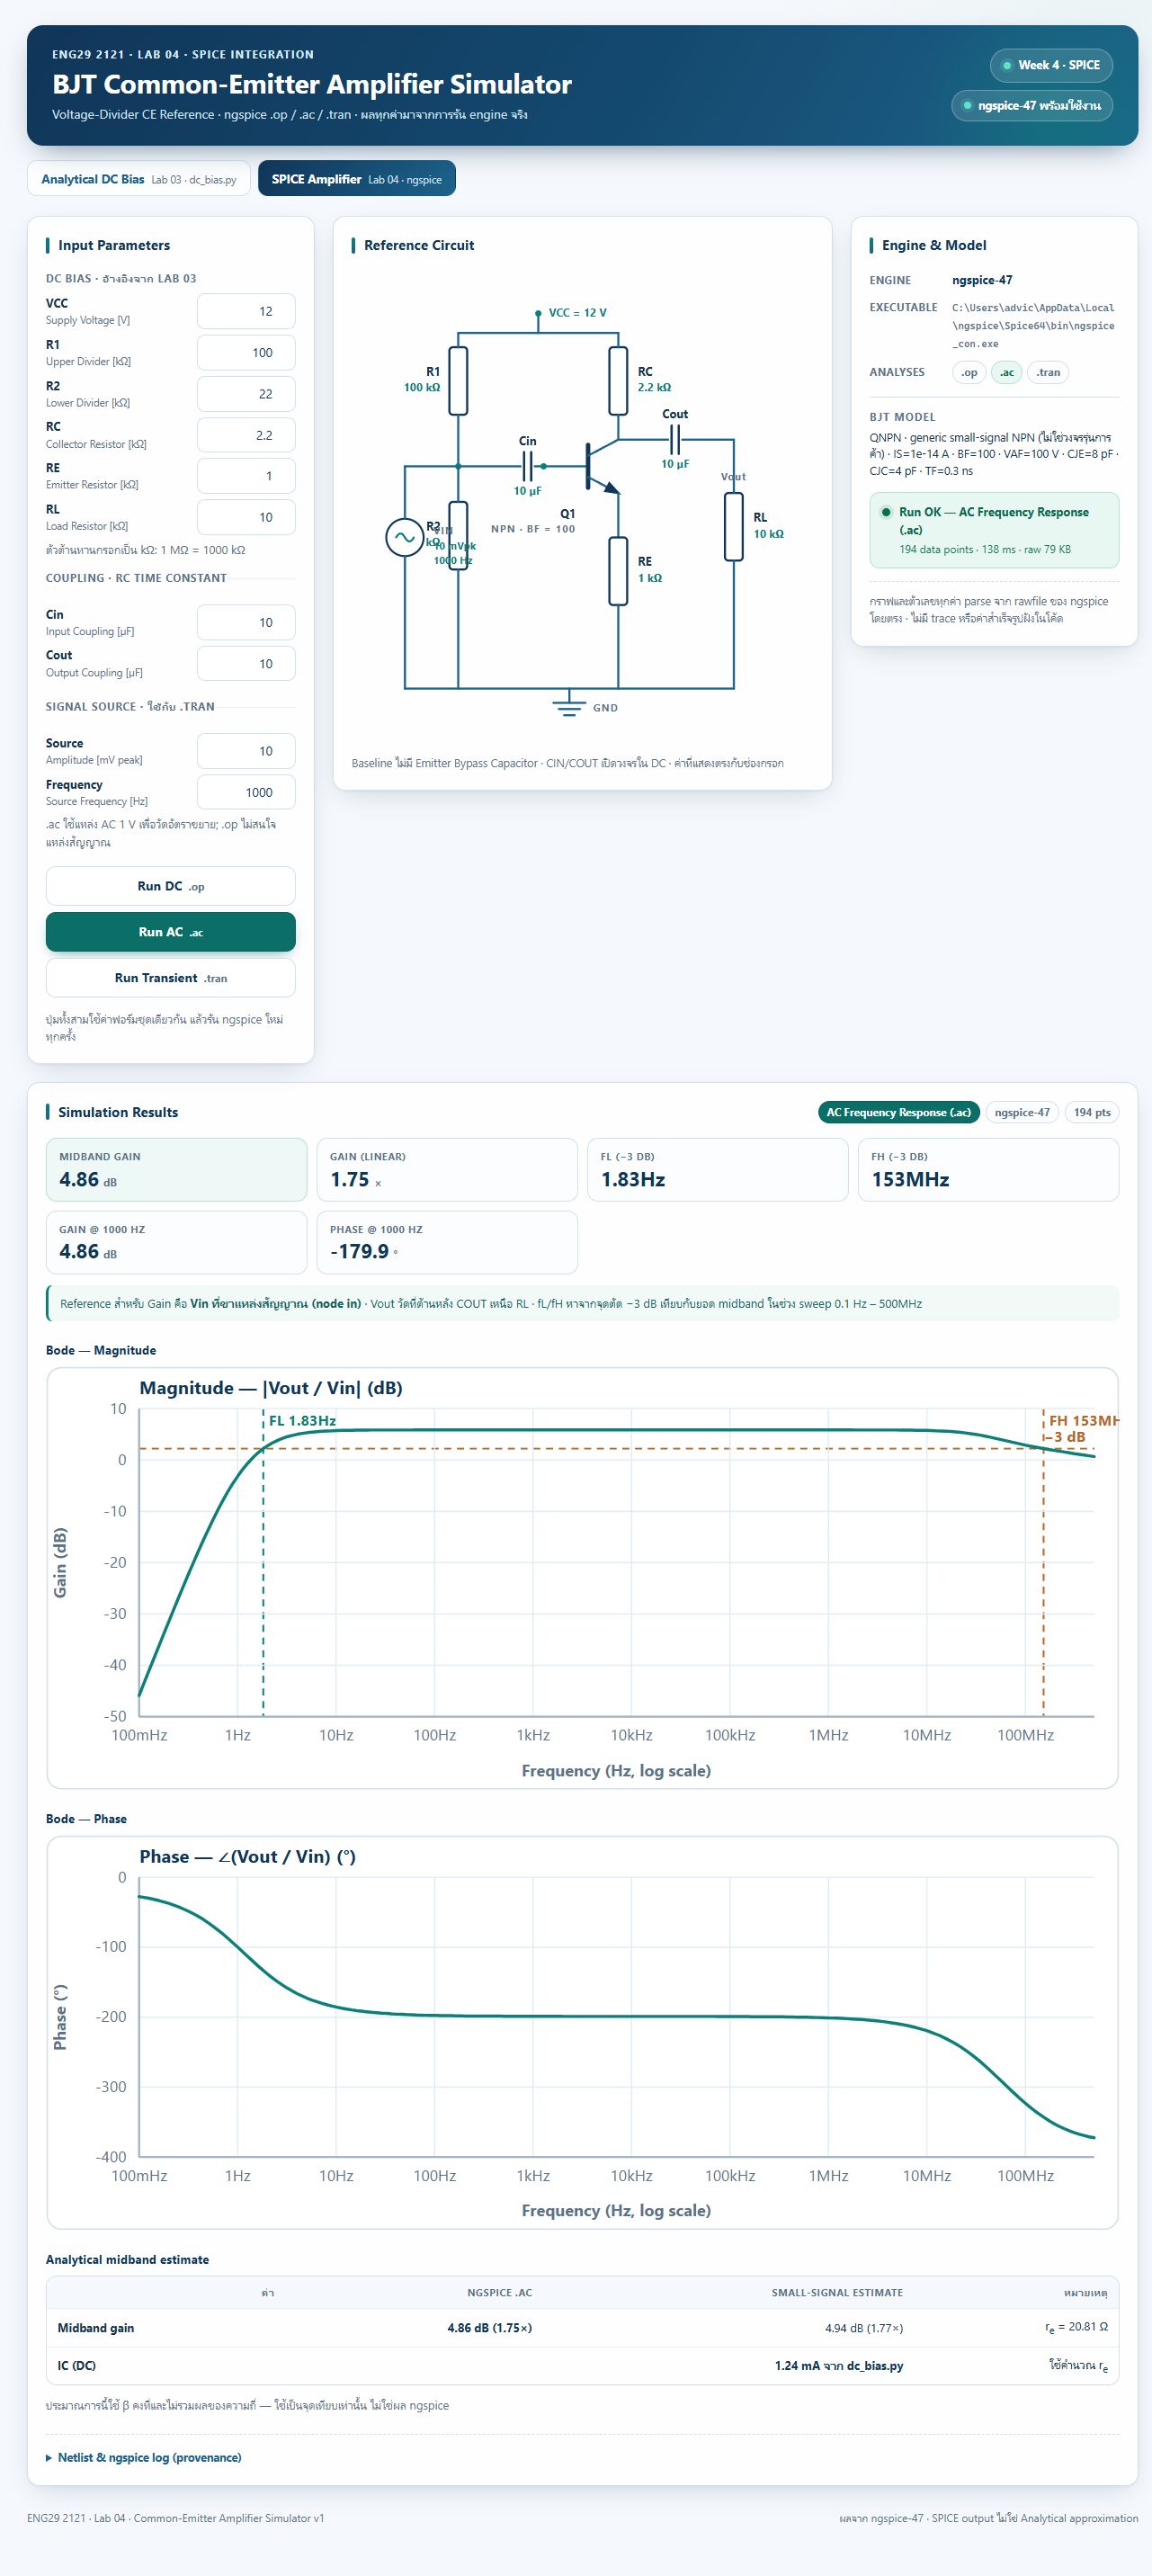 ENG29 2121 · LAB 04 · SPICE INTEGRATION
BJT Common-Emitter Amplifier Simulator
Voltage-Divider CE Reference · ngspice .op / .ac / .tran · ผลทุกค่ามาจากการรัน engine จริง
Week 4 · SPICE
ngspice-47 พร้อมใช้งาน
Analytical DC Bias Lab 03 · dc_bias.py
SPICE Amplifier Lab 04 · ngspice
Input Parameters
DC BIAS · อ้างอิงจาก LAB 03
VCC
Supply Voltage [V]
12
R1
Upper Divider [kΩ]
100
R2
Lower Divider [kΩ]
22
RC
Collector Resistor [kΩ]
2.2
RE
Emitter Resistor [kΩ]
1
RL
Load Resistor [kΩ]
10
ตัวต้านทานกรอกเป็น kΩ: 1 MΩ = 1000 kΩ
COUPLING · RC TIME CONSTANT
Cin
Input Coupling [µF]
10
Cout
Output Coupling [µF]
10
SIGNAL SOURCE · ใช้กับ .TRAN
Source
Amplitude [mV peak]
10
Frequency
Source Frequency [Hz]
1000
.ac ใช้แหล่ง AC 1 V เพื่อวัดอัตราขยาย; .op ไม่สนใจ
แหล่งสัญญาณ
Run DC .op
Run AC .ac
Run Transient .tran
ปุ่มทั้งสามใช้ค่าฟอร์มชุดเดียวกัน แล้วรัน ngspice ใหม่
ทุกครั้ง
Reference Circuit
VCC = 12 V
R1
100 kΩ
RC
2.2 kΩ
Cout
10 µF
Cin
10 µF
Vout
Q1
NPN · BF = 100
R2
kΩ
VIN
10 mVpk
1000 Hz
RL
10 kΩ
RE
1 kΩ
GND
Baseline ไม่มี Emitter Bypass Capacitor · CIN/COUT เปิดวงจรใน DC · ค่าที่แสดงตรงกับช่องกรอก
Engine & Model
ENGINE ngspice-47
EXECUTABLE C:\Users\advic\AppData\Local
\ngspice\Spice64\bin\ngspice
_con.exe
ANALYSES .op .ac .tran
BJT MODEL
QNPN · generic small-signal NPN (ไม่ใช่วงจรรุ่นการ
ค้า) · IS=1e-14 A · BF=100 · VAF=100 V · CJE=8 pF ·
CJC=4 pF · TF=0.3 ns
Run OK — AC Frequency Response
(.ac)
194 data points · 138 ms · raw 79 KB
กราฟและตัวเลขทุกค่า parse จาก rawfile ของ ngspice
โดยตรง · ไม่มี trace หรือค่าสำเร็จรูปฝังในโค้ด
Simulation Results
AC Frequency Response (.ac) ngspice-47 194 pts
MIDBAND GAIN
4.86 dB
GAIN (LINEAR)
1.75 ×
FL (−3 DB)
1.83Hz
FH (−3 DB)
153MHz
GAIN @ 1000 HZ
4.86 dB
PHASE @ 1000 HZ
-179.9 °
Reference สำหรับ Gain คือ Vin ที่ขาแหล่งสัญญาณ (node in) · Vout วัดที่ด้านหลัง COUT เหนือ RL · fL/fH หาจากจุดตัด −3 dB เทียบกับยอด midband ในช่วง sweep 0.1 Hz – 500MHz
Bode — Magnitude
Magnitude — |Vout / Vin| (dB)
FL 1.83Hz
FH 153MH
−3 dB
10
0
-10
-20
-30
-40
-50
Gain (dB)
100mHz 1Hz 10Hz 100Hz 1kHz 10kHz 100kHz 1MHz 10MHz 100MHz
Frequency (Hz, log scale)
Bode — Phase
Phase — ∠(Vout / Vin) (°)
0
-100
-200
-300
-400
Phase (°)
100mHz 1Hz 10Hz 100Hz 1kHz 10kHz 100kHz 1MHz 10MHz 100MHz
Frequency (Hz, log scale)
Analytical midband estimate
ค่า NGSPICE .AC SMALL-SIGNAL ESTIMATE หมายเหตุ
Midband gain 4.86 dB (1.75×) 4.94 dB (1.77×) re = 20.81 Ω
IC (DC) 1.24 mA จาก dc_bias.py ใช้คำนวณ re
ประมาณการนี้ใช้ β คงที่และไม่รวมผลของความถี่ — ใช้เป็นจุดเทียบเท่านั้น ไม่ใช่ผล ngspice
Netlist & ngspice log (provenance)
ENG29 2121 · Lab 04 · Common-Emitter Amplifier Simulator v1
ผลจาก ngspice-47 · SPICE output ไม่ใช่ Analytical approximation